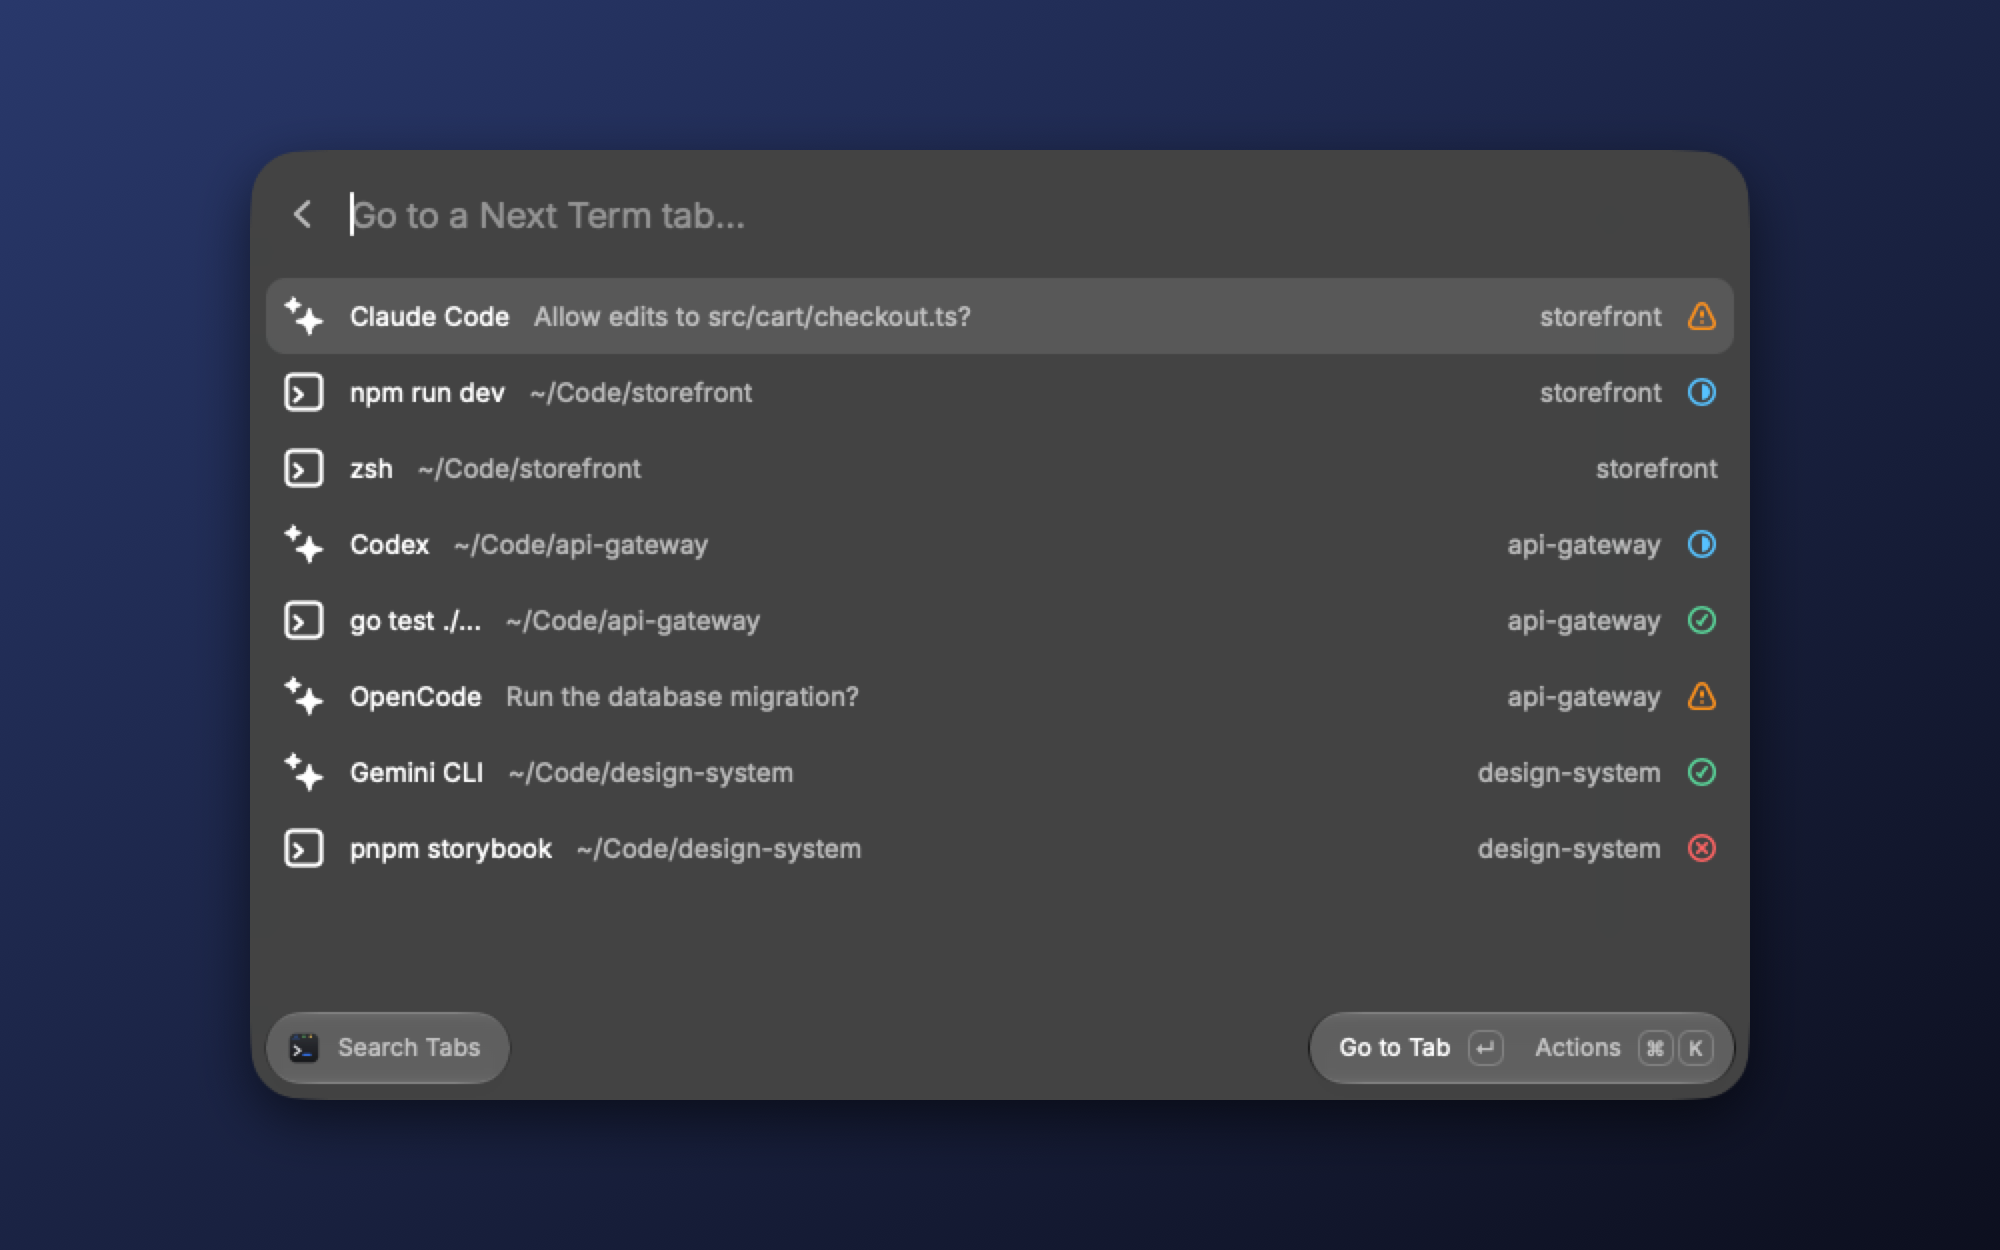 Go to a Next Term tab...
Claude Code Allow edits to src/cart/checkout.ts? storefront
npm run dev ~/Code/storefront storefront
zsh ~/Code/storefront storefront
Codex ~/Code/api-gateway api-gateway
go test ./... ~/Code/api-gateway api-gateway
OpenCode Run the database migration? api-gateway
Gemini CLI ~/Code/design-system design-system
pnpm storybook ~/Code/design-system design-system
Search Tabs Go to Tab ↵ Actions ⌘ K